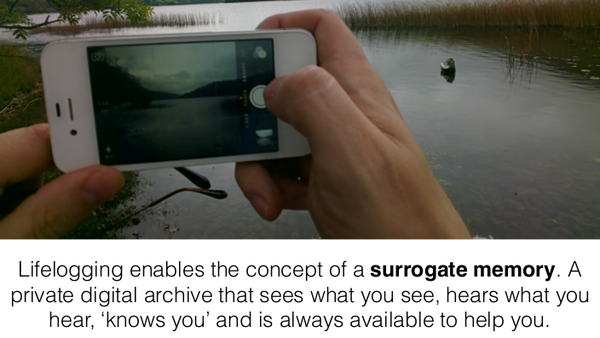 Lifelogging enables the concept of a surrogate memory. A
private digital archive that sees what you see, hears what you
hear, ‘knows you’ and is always available to help you.